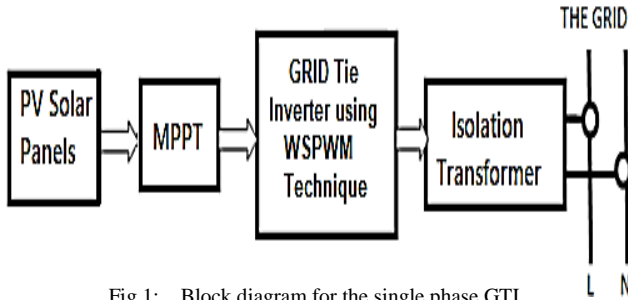 THE GRID
PV Solar
Panels
MPPT
GRID Tie
Inverter using
WSPWM
Technique
Isolation
Transformer
L N
Fig 1: Block diagram for the single phase GTI